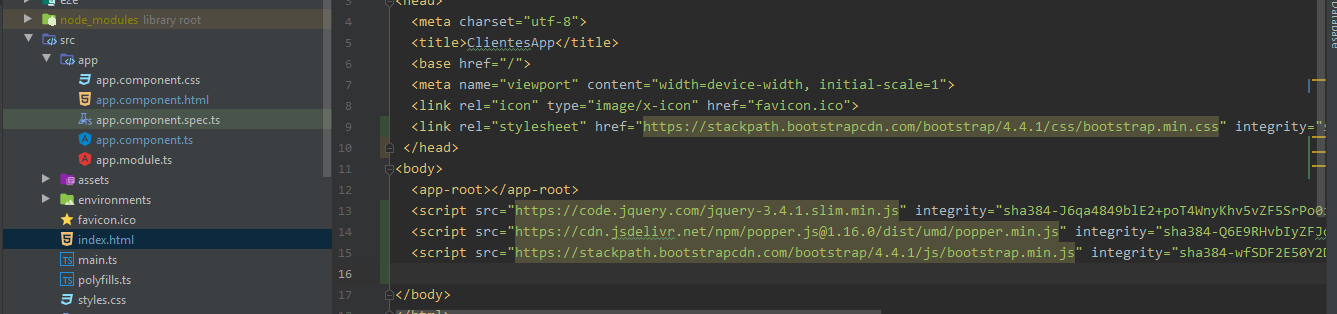 eze
node_modules library root
src
app
app.component.css
app.component.html
app.component.spec.ts
app.component.ts
app.module.ts
assets
environments
favicon.ico
index.html
main.ts
polyfills.ts
styles.css
3 <head>
4 <meta charset="utf-8">
5 <title>ClientesApp</title>
6 <base href="/">
7 <meta name="viewport" content="width=device-width, initial-scale=1">
8 <link rel="icon" type="image/x-icon" href="favicon.ico">
9 <link rel="stylesheet" href="https://stackpath.bootstrapcdn.com/bootstrap/4.4.1/css/bootstrap.min.css" integrity="s
10 </head>
11 <body>
12 <app-root></app-root>
13 <script src="https://code.jquery.com/jquery-3.4.1.slim.min.js" integrity="sha384-J6qa4849blE2+poT4WnyKhv5vZF5SrPo0i
14 <script src="https://cdn.jsdelivr.net/npm/popper.js@1.16.0/dist/umd/popper.min.js" integrity="sha384-Q6E9RHvbIyZFJo
15 <script src="https://stackpath.bootstrapcdn.com/bootstrap/4.4.1/js/bootstrap.min.js" integrity="sha384-wfSDF2E50Y2D
16
17 </body>
18 </html>
Database